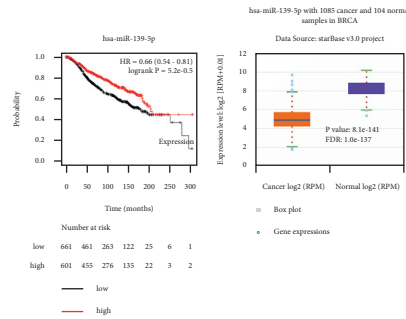 hsa-miR-139-5p
HR = 0.66 (0.54 - 0.81)
logrank P = 5.2e-0.5
Probability
1.0
0.8
0.6
0.4
0.2
0.0
Expression
0 50 100 150 200 250 300
Time (months)
Number at risk
low 661 461 263 122 25 6 1
high 601 455 276 135 22 3 2
low
high
hsa-miR-139-5p with 1085 cancer and 104 norma
samples in BRCA
Data Source: starBase v3.0 project
Expression level: log2 [RPM+0.01]
12
10
8
6
4
2
0
P value: 8.1e-141
FDR: 1.0e-137
Cancer log2 (RPM) Normal log2 (RPM)
Box plot
Gene expressions